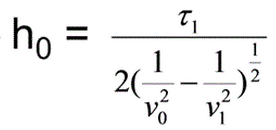 h₀ = τ₁ / 2(1/v₀² − 1/v₁²)^(1/2)